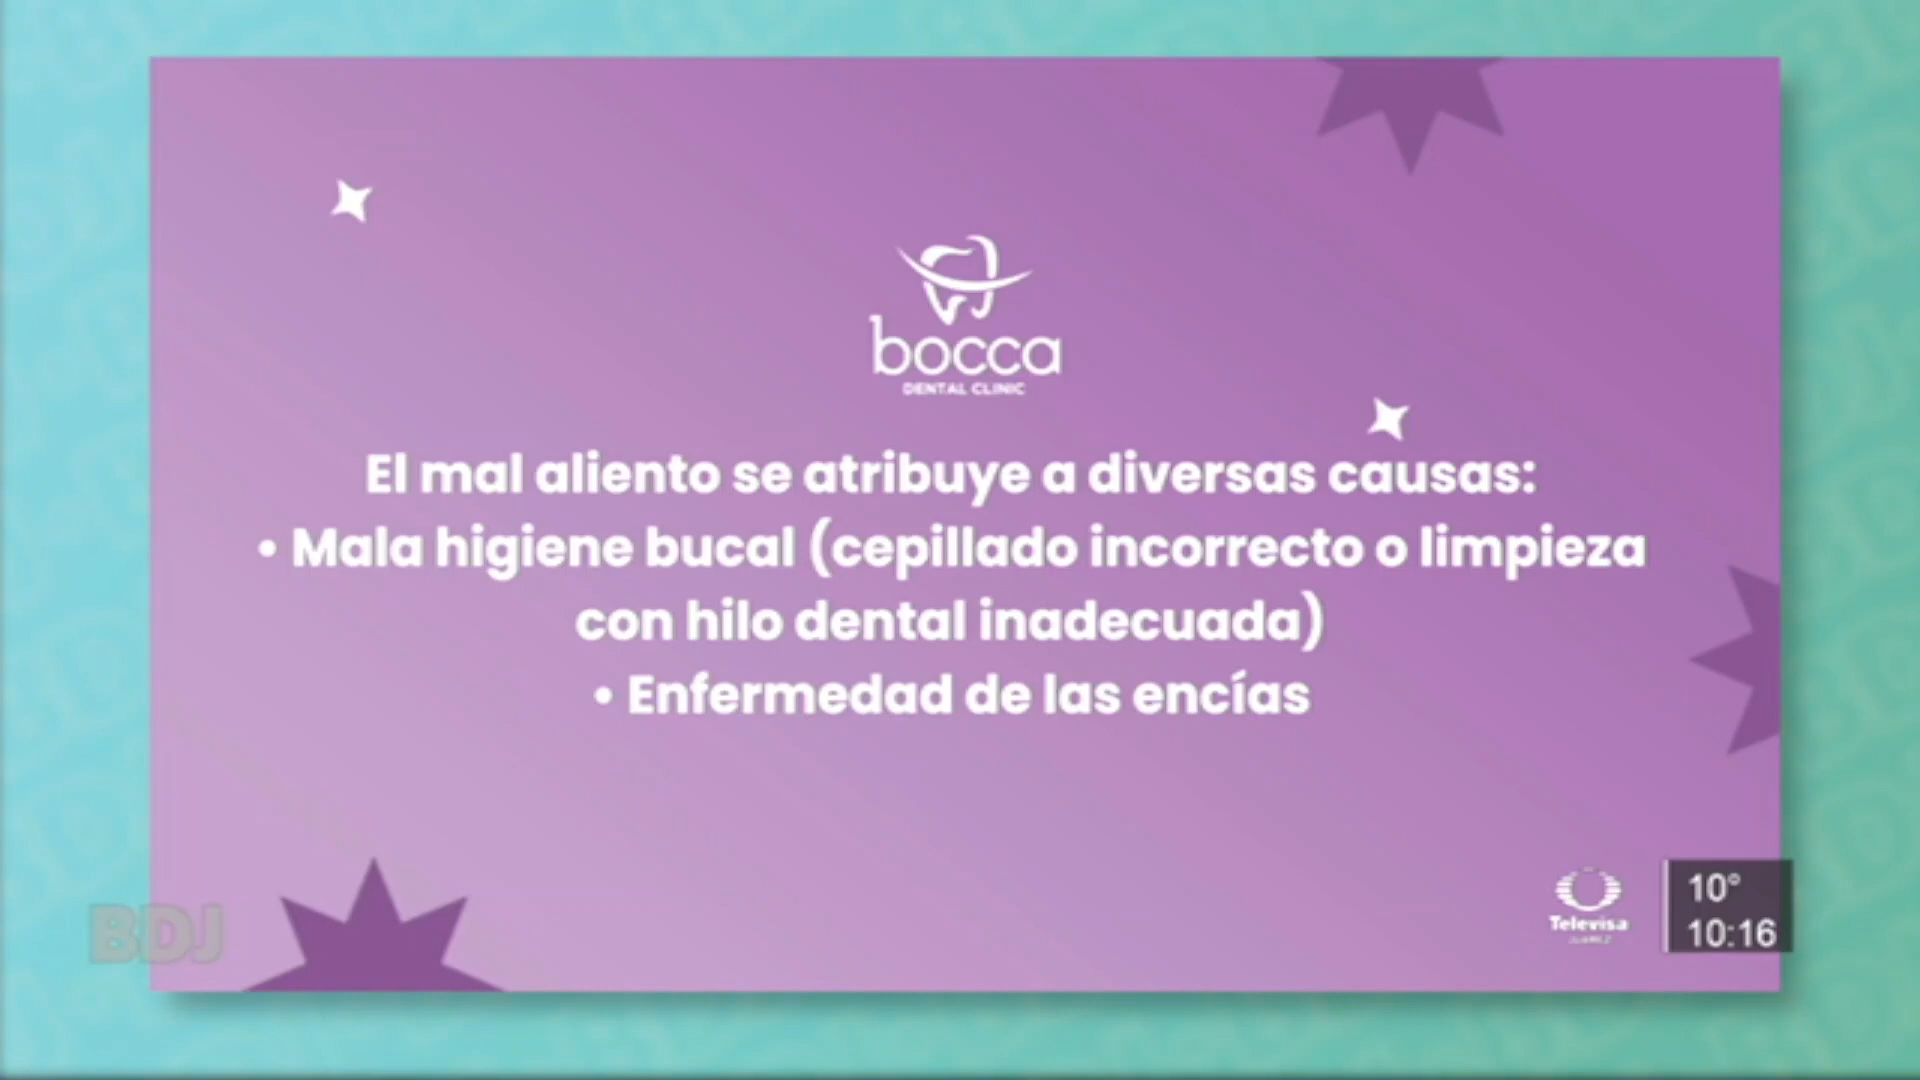 bocca
DENTAL CLINIC
El mal aliento se atribuye a diversas causas:
• Mala higiene bucal (cepillado incorrecto o limpieza
con hilo dental inadecuada)
• Enfermedad de las encías
BDJ
Televisa
JUÁREZ
10°
10:16